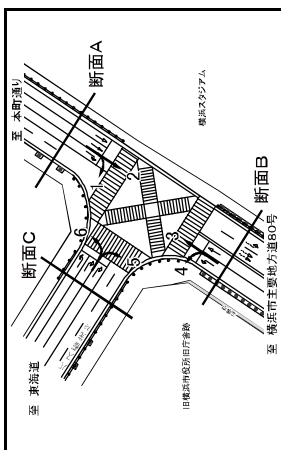 至 本町通り
断面A
横浜スタジアム
断面C
1
2
6
5
3
4
断面B
至 東海道
旧横浜市役所旧庁舎跡
至 横浜市主要地方道80号